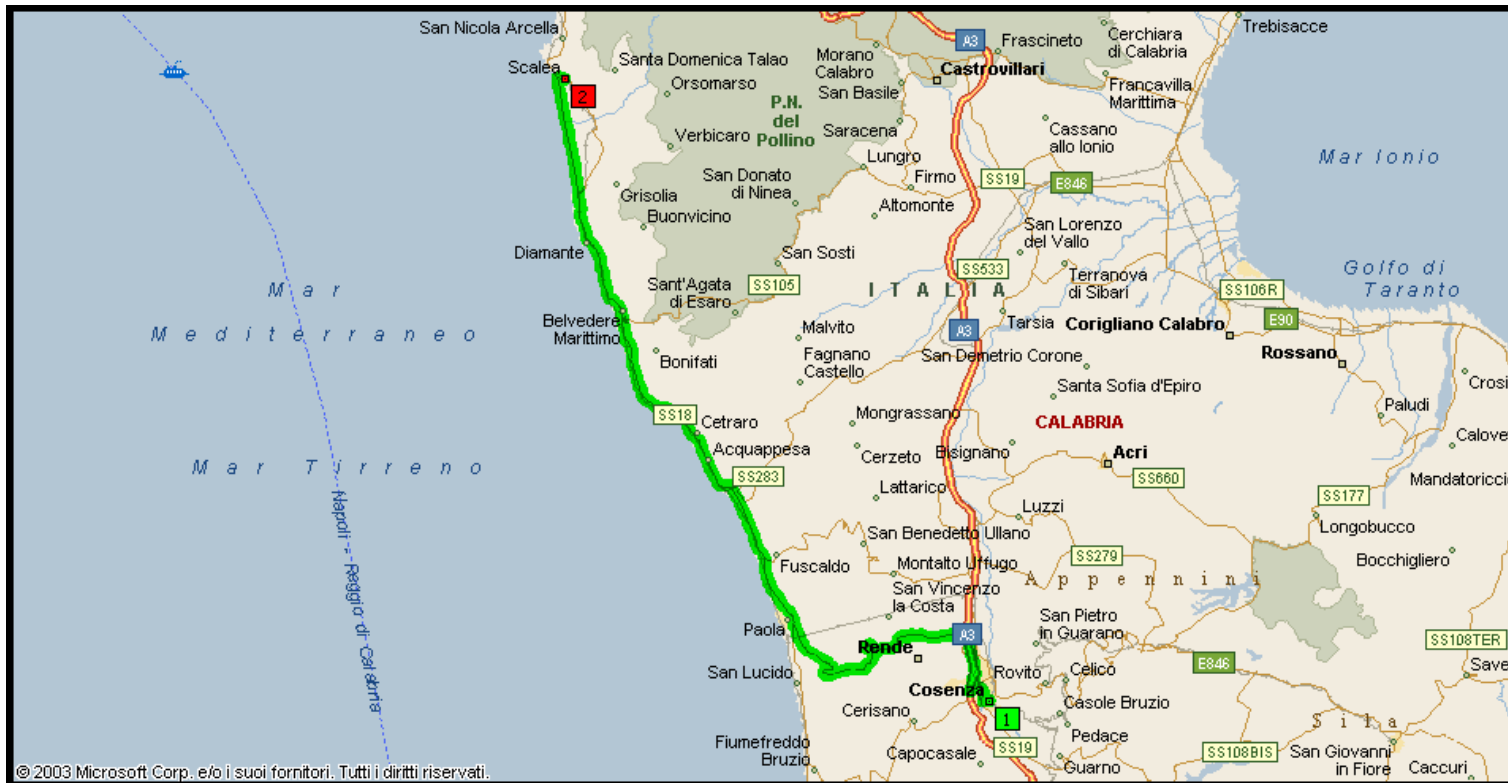 San Nicola Arcella
Scalea
Santa Domenica Talao
Orsomarso
2
Verbicaro
P.N.
del
Pollino
Morano
Calabro
San Basile
Castrovillari
A3
Frascineto
Cerchiara
di Calabria
Trebisacce
Francavilla
Marittima
Saracena
Cassano
allo Ionio
Mar Ionio
Lungro
Firmo
SS19
E846
San Donato
di Ninea
Grisolia
Buonvicino
Altomonte
San Lorenzo
del Vallo
Diamante
San Sosti
SS533
Terranova
di Sibari
Golfo di
Taranto
Sant'Agata
di Esaro
SS105
ITALIA
SS106R
Mar
Mediterraneo
Belvedere
Marittimo
Malvito
A3
Tarsia
Corigliano Calabro
E90
Bonifati
Fagnano
Castello
San Demetrio Corone
Rossano
Santa Sofia d'Epiro
Crosi
SS18
Cetraro
Mongrassano
CALABRIA
Paludi
Mar Tirreno
Acquappesa
Cerzeto
Bisignano
Acri
Calove
SS283
Lattarico
SS660
Mandatoricci
SS177
Luzzi
Longobucco
San Benedetto Ullano
SS279
Bocchigliero
Fuscaldo
Montalto Uffugo
Appennini
San Vincenzo
la Costa
Napoli - Reggio di Calabria
Paola
A3
San Pietro
in Guarano
SS108TER
Rende
E846
San Lucido
Rovito
Celico
Save
Cosenza
1
Casole Bruzio
Cerisano
Sila
Pedace
Fiumefreddo
Bruzio
Capocasale
SS19
Guarno
SS108BIS
San Giovanni
in Fiore
Caccuri
© 2003 Microsoft Corp. e/o i suoi fornitori. Tutti i diritti riservati.